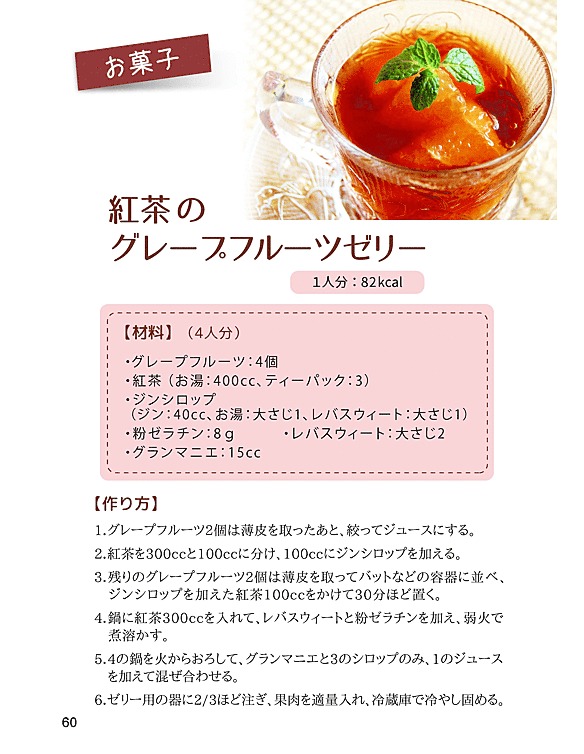 お菓子
紅茶の
グレープフルーツゼリー
1人分：82kcal
【材料】（4人分）
・グレープフルーツ：4個
・紅茶（お湯：400cc、ティーパック：3）
・ジンシロップ
（ジン：40cc、お湯：大さじ1、レバスウィート：大さじ1）
・粉ゼラチン：8g ・レバスウィート：大さじ2
・グランマニエ：15cc
【作り方】
1.グレープフルーツ2個は薄皮を取ったあと、絞ってジュースにする。
2.紅茶を300ccと100ccに分け、100ccにジンシロップを加える。
3.残りのグレープフルーツ2個は薄皮を取ってバットなどの容器に並べ、
ジンシロップを加えた紅茶100ccをかけて30分ほど置く。
4.鍋に紅茶300ccを入れて、レバスウィートと粉ゼラチンを加え、弱火で
煮溶かす。
5.4の鍋を火からおろして、グランマニエと3のシロップのみ、1のジュース
を加えて混ぜ合わせる。
6.ゼリー用の器に2/3ほど注ぎ、果肉を適量入れ、冷蔵庫で冷やし固める。
60